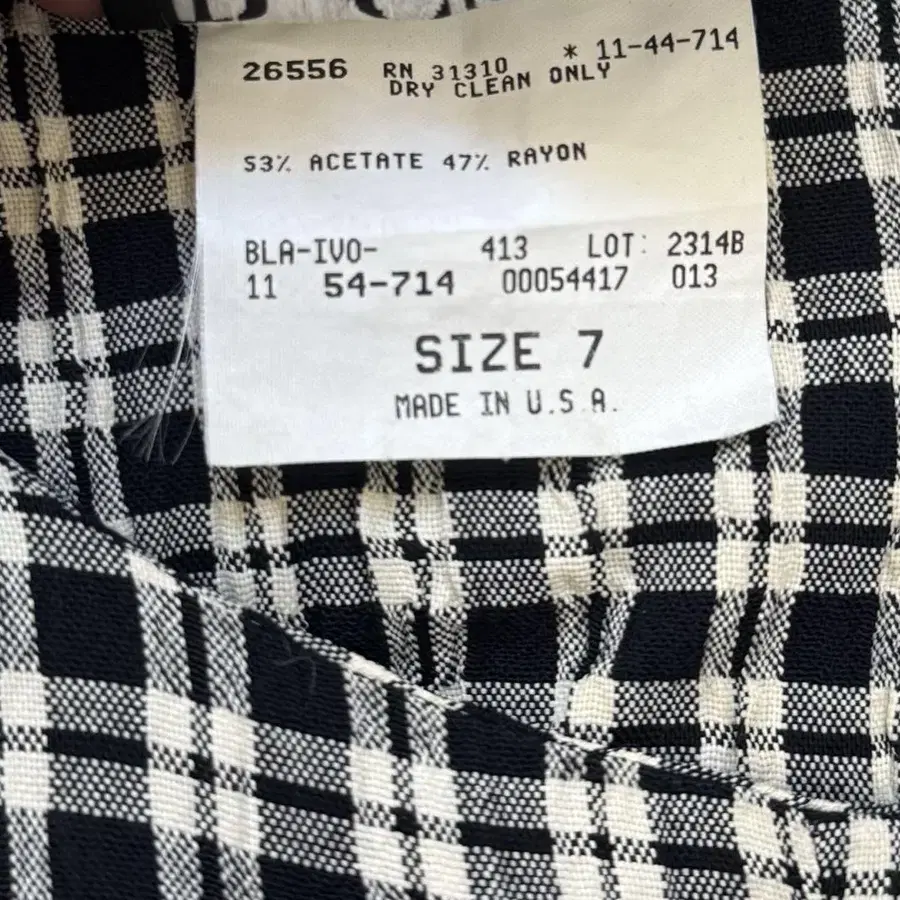 26556 RN 31310 * 11-44-714
DRY CLEAN ONLY
53% ACETATE 47% RAYON
BLA-IVO- 413 LOT: 2314B
11 54-714 00054417 013
SIZE 7
MADE IN U.S.A.